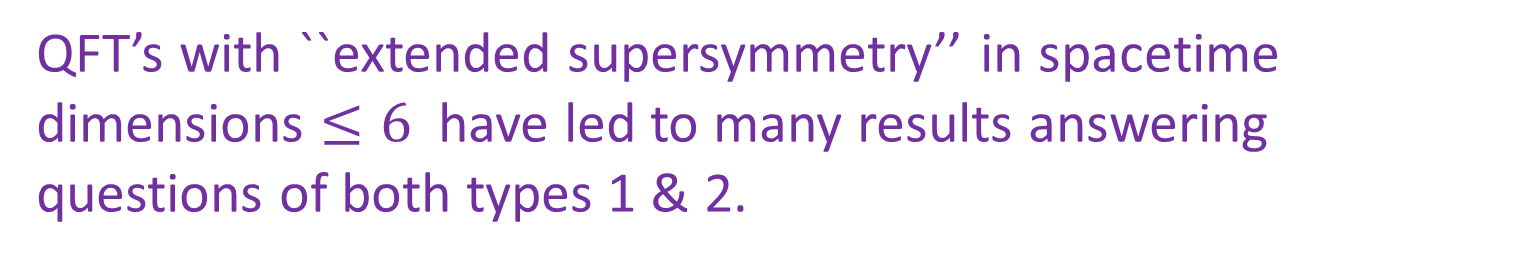 QFT’s with ``extended supersymmetry’’ in spacetime
dimensions ≤ 6 have led to many results answering
questions of both types 1 & 2.